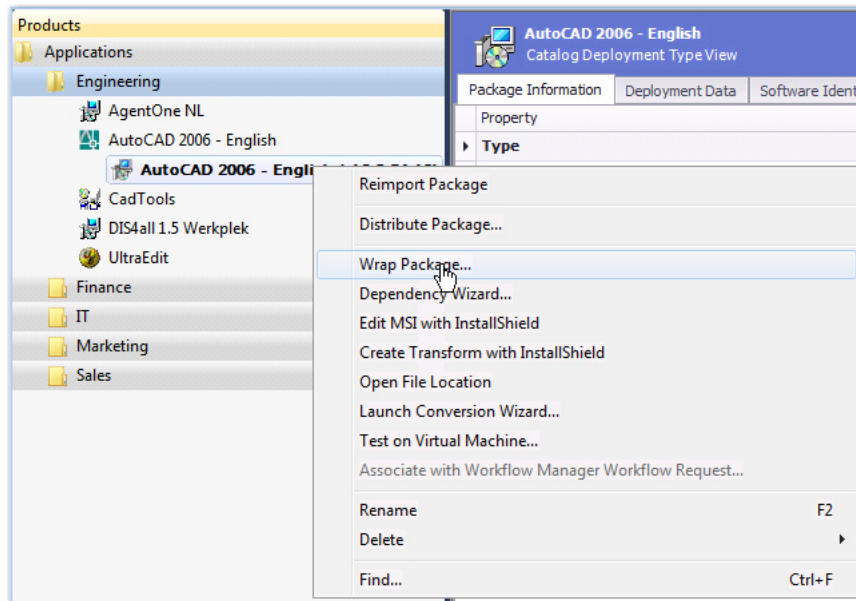 Products
Applications
Engineering
AgentOne NL
AutoCAD 2006 - English
AutoCAD 2006 - Engli
CadTools
DIS4all 1.5 Werkplek
UltraEdit
Finance
IT
Marketing
Sales
AutoCAD 2006 - English
Catalog Deployment Type View
Package Information
Deployment Data
Software Ident
Property
Type
Reimport Package
Distribute Package...
Wrap Package...
Dependency Wizard...
Edit MSI with InstallShield
Create Transform with InstallShield
Open File Location
Launch Conversion Wizard...
Test on Virtual Machine...
Associate with Workflow Manager Workflow Request...
Rename F2
Delete
Find... Ctrl+F